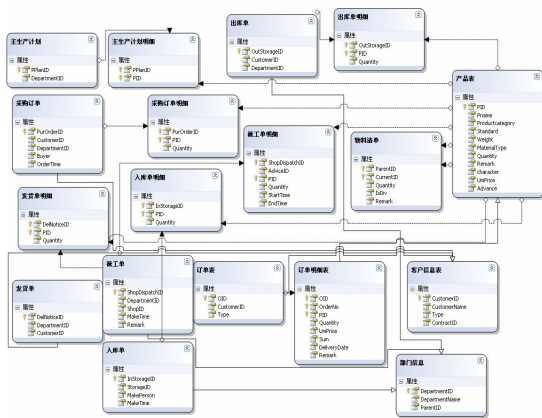 主生产计划
属性
PPlanID
DepartmentID
主生产计划明细
属性
PPlanID
PID
出库单
属性
OutStorageID
CustomerID
DepartmentID
出库单明细
属性
OutStorageID
PID
Quantity
产品表
属性
PID
Pname
Productcategory
Standard
Weight
MaterialType
Quantity
Remark
character
UniPrice
Advance
采购订单
属性
PurOrderID
CustomerID
DepartmentID
Buyer
OrderTime
采购订单明细
属性
PurOrderID
PID
Quantity
派工单明细
属性
ShopDispatchID
AdviceID
PID
Quantity
StartTime
EndTime
物料清单
属性
ParentID
CurrentID
Quantity
IsDiv
Remark
入库单明细
属性
InStorageID
PID
Quantity
发货单明细
属性
DelNoticeID
PID
Quantity
派工单
属性
ShopDispatchID
DepartmentID
ShopID
MakeTime
Remark
订单表
属性
OID
CustomerID
Type
订单明细表
属性
OID
OrderNo
PID
Quantity
UniPrice
Sum
DeliveryDate
Remark
客户信息表
属性
CustomerID
CustomerName
Type
ContractID
发货单
属性
DelNoticeID
DepartmentID
CustomerID
入库单
属性
InStorageID
StorageID
MakePerson
MakeTime
部门信息
属性
DepartmentID
DepartmentName
ParentID